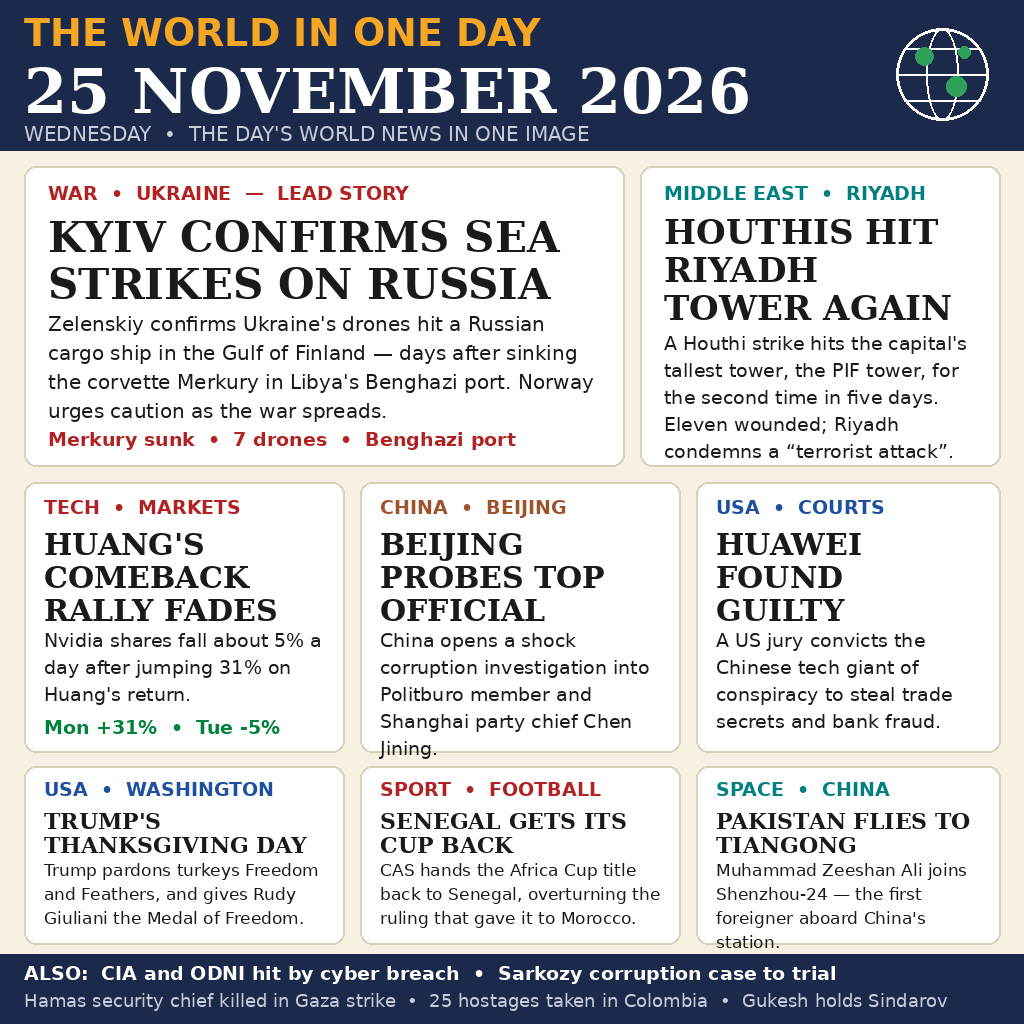 THE WORLD IN ONE DAY
25 NOVEMBER 2026
WEDNESDAY • THE DAY'S WORLD NEWS IN ONE IMAGE
WAR • UKRAINE — LEAD STORY
KYIV CONFIRMS SEA
STRIKES ON RUSSIA
Zelenskiy confirms Ukraine's drones hit a Russian
cargo ship in the Gulf of Finland — days after sinking
the corvette Merkury in Libya's Benghazi port. Norway
urges caution as the war spreads.
Merkury sunk • 7 drones • Benghazi port
MIDDLE EAST • RIYADH
HOUTHIS HIT
RIYADH
TOWER AGAIN
A Houthi strike hits the capital's
tallest tower, the PIF tower, for
the second time in five days.
Eleven wounded; Riyadh
condemns a “terrorist attack”.
TECH • MARKETS
HUANG'S
COMEBACK
RALLY FADES
Nvidia shares fall about 5% a
day after jumping 31% on
Huang's return.
Mon +31% • Tue -5%
CHINA • BEIJING
BEIJING
PROBES TOP
OFFICIAL
China opens a shock
corruption investigation into
Politburo member and
Shanghai party chief Chen
Jining.
USA • COURTS
HUAWEI
FOUND
GUILTY
A US jury convicts the
Chinese tech giant of
conspiracy to steal trade
secrets and bank fraud.
USA • WASHINGTON
TRUMP'S
THANKSGIVING DAY
Trump pardons turkeys Freedom
and Feathers, and gives Rudy
Giuliani the Medal of Freedom.
SPORT • FOOTBALL
SENEGAL GETS ITS
CUP BACK
CAS hands the Africa Cup title
back to Senegal, overturning the
ruling that gave it to Morocco.
SPACE • CHINA
PAKISTAN FLIES TO
TIANGONG
Muhammad Zeeshan Ali joins
Shenzhou-24 — the first
foreigner aboard China's
station.
ALSO: CIA and ODNI hit by cyber breach • Sarkozy corruption case to trial
Hamas security chief killed in Gaza strike • 25 hostages taken in Colombia • Gukesh holds Sindarov